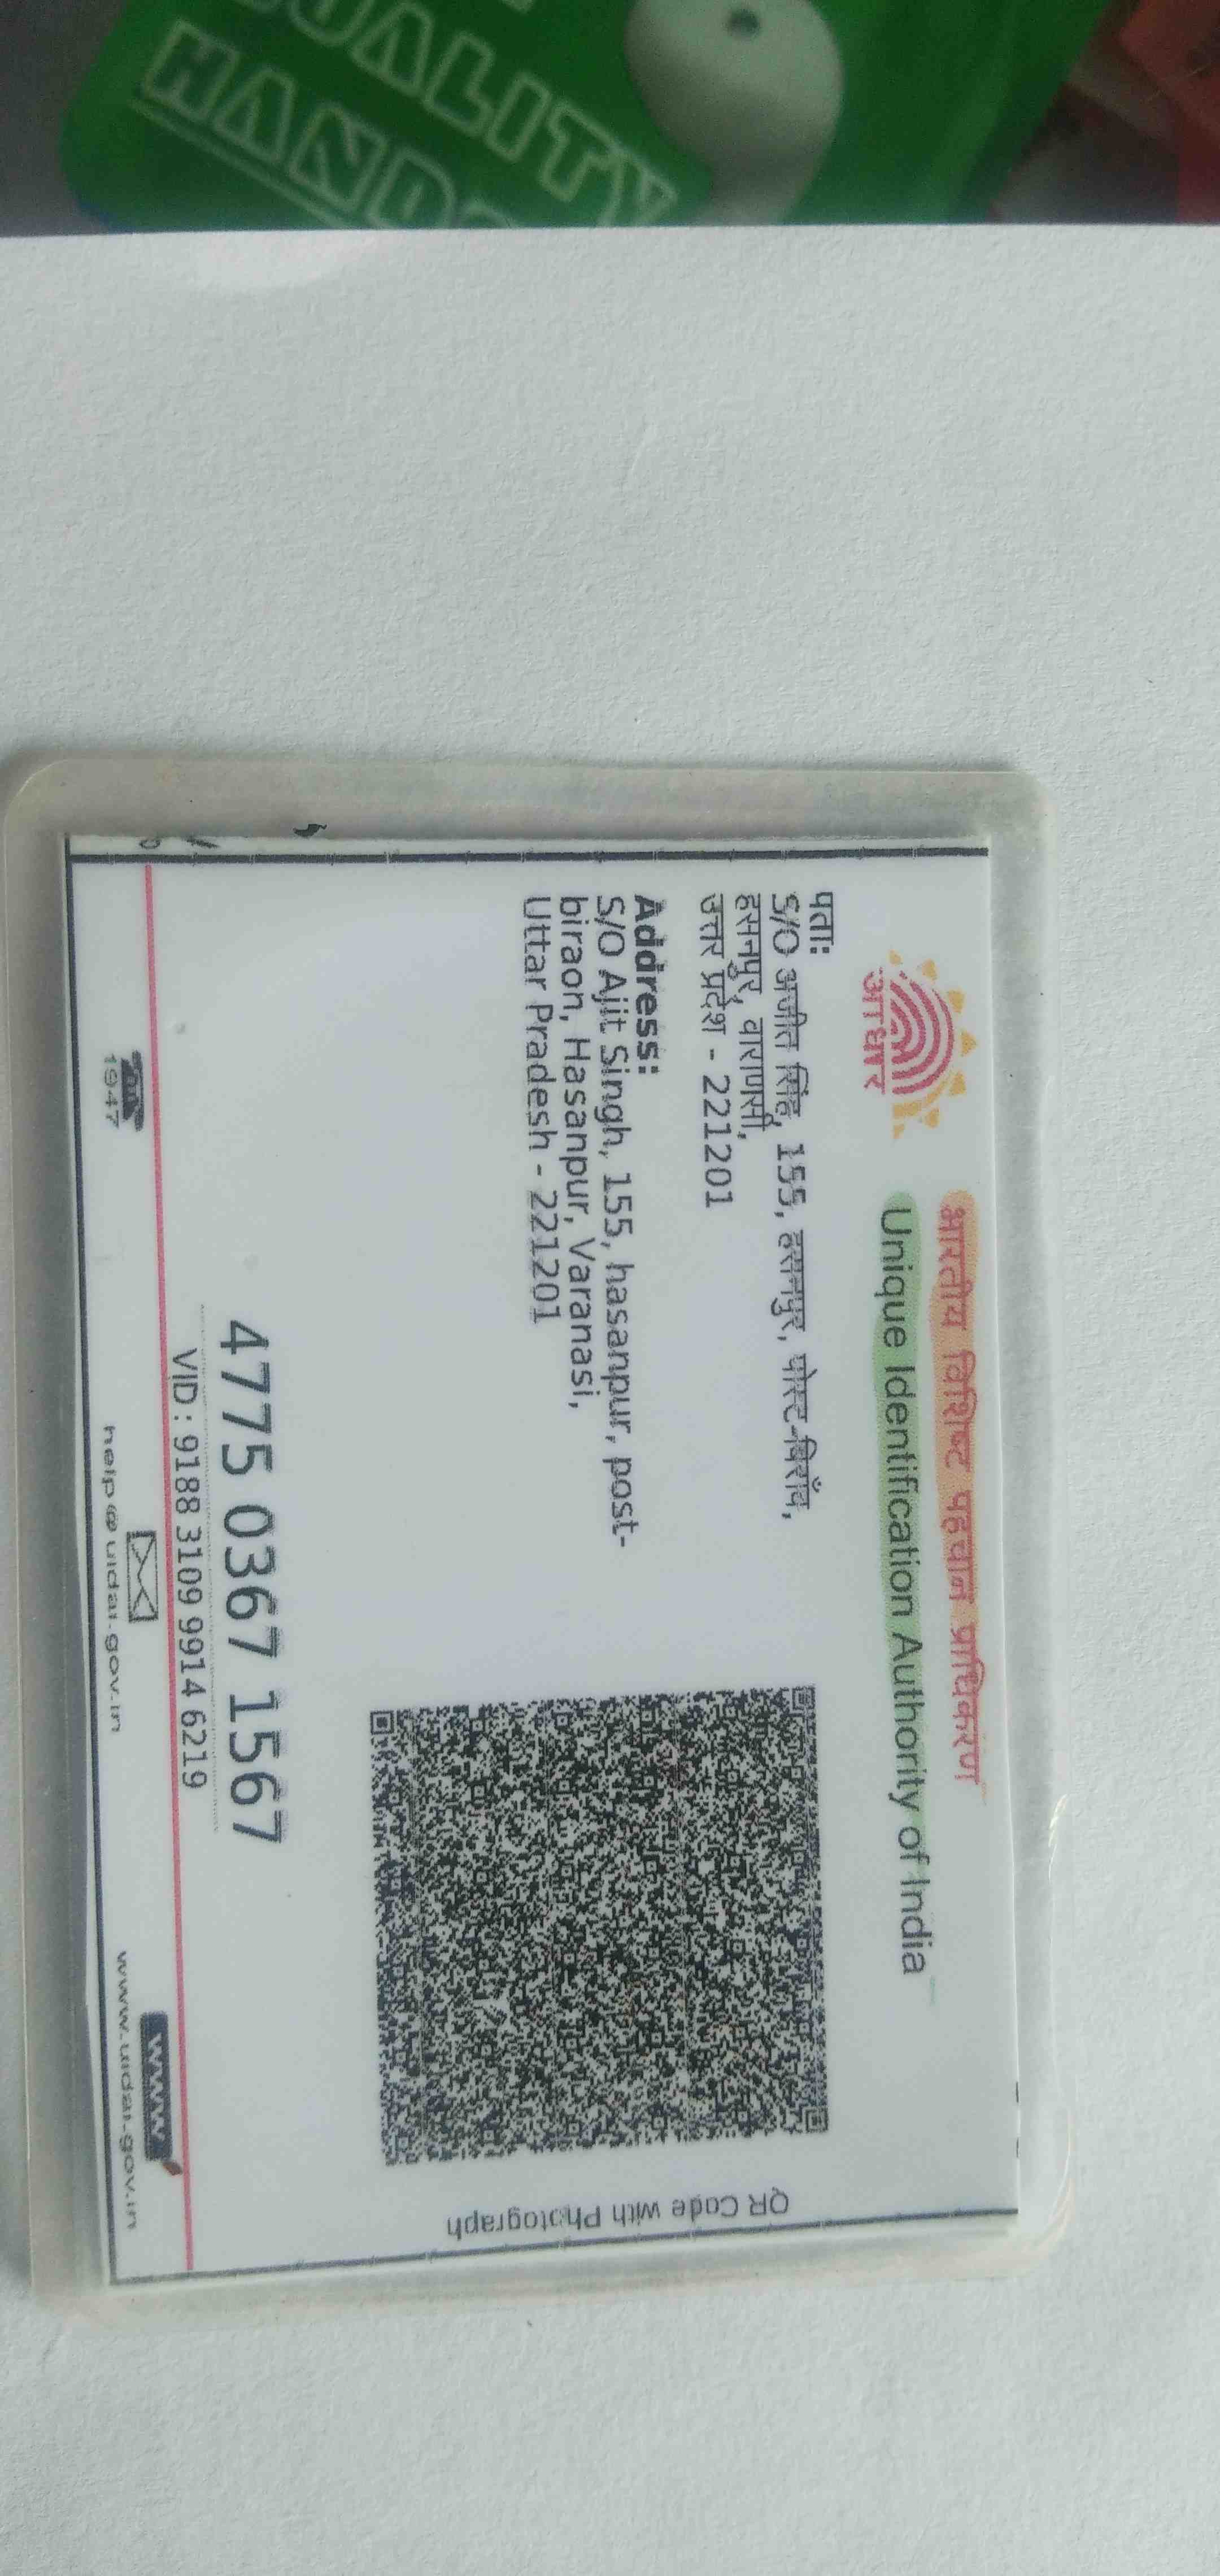 QUALITY
HAND
भारतीय विशिष्ट पहचान प्राधिकरण
Unique Identification Authority of India
आधार
पता:
S/O अजीत सिंह, 155, हसनपुर, पोस्ट-बिराँव,
हसनपुर, वाराणसी,
उत्तर प्रदेश - 221201
Address:
S/O Ajit Singh, 155, hasanpur, post-
biraon, Hasanpur, Varanasi,
Uttar Pradesh - 221201
QR Code with Photograph
4775 0367 1567
VID: 9188 3109 9914 6219
1947
help@uidai.gov.in
www
www.uidai.gov.in